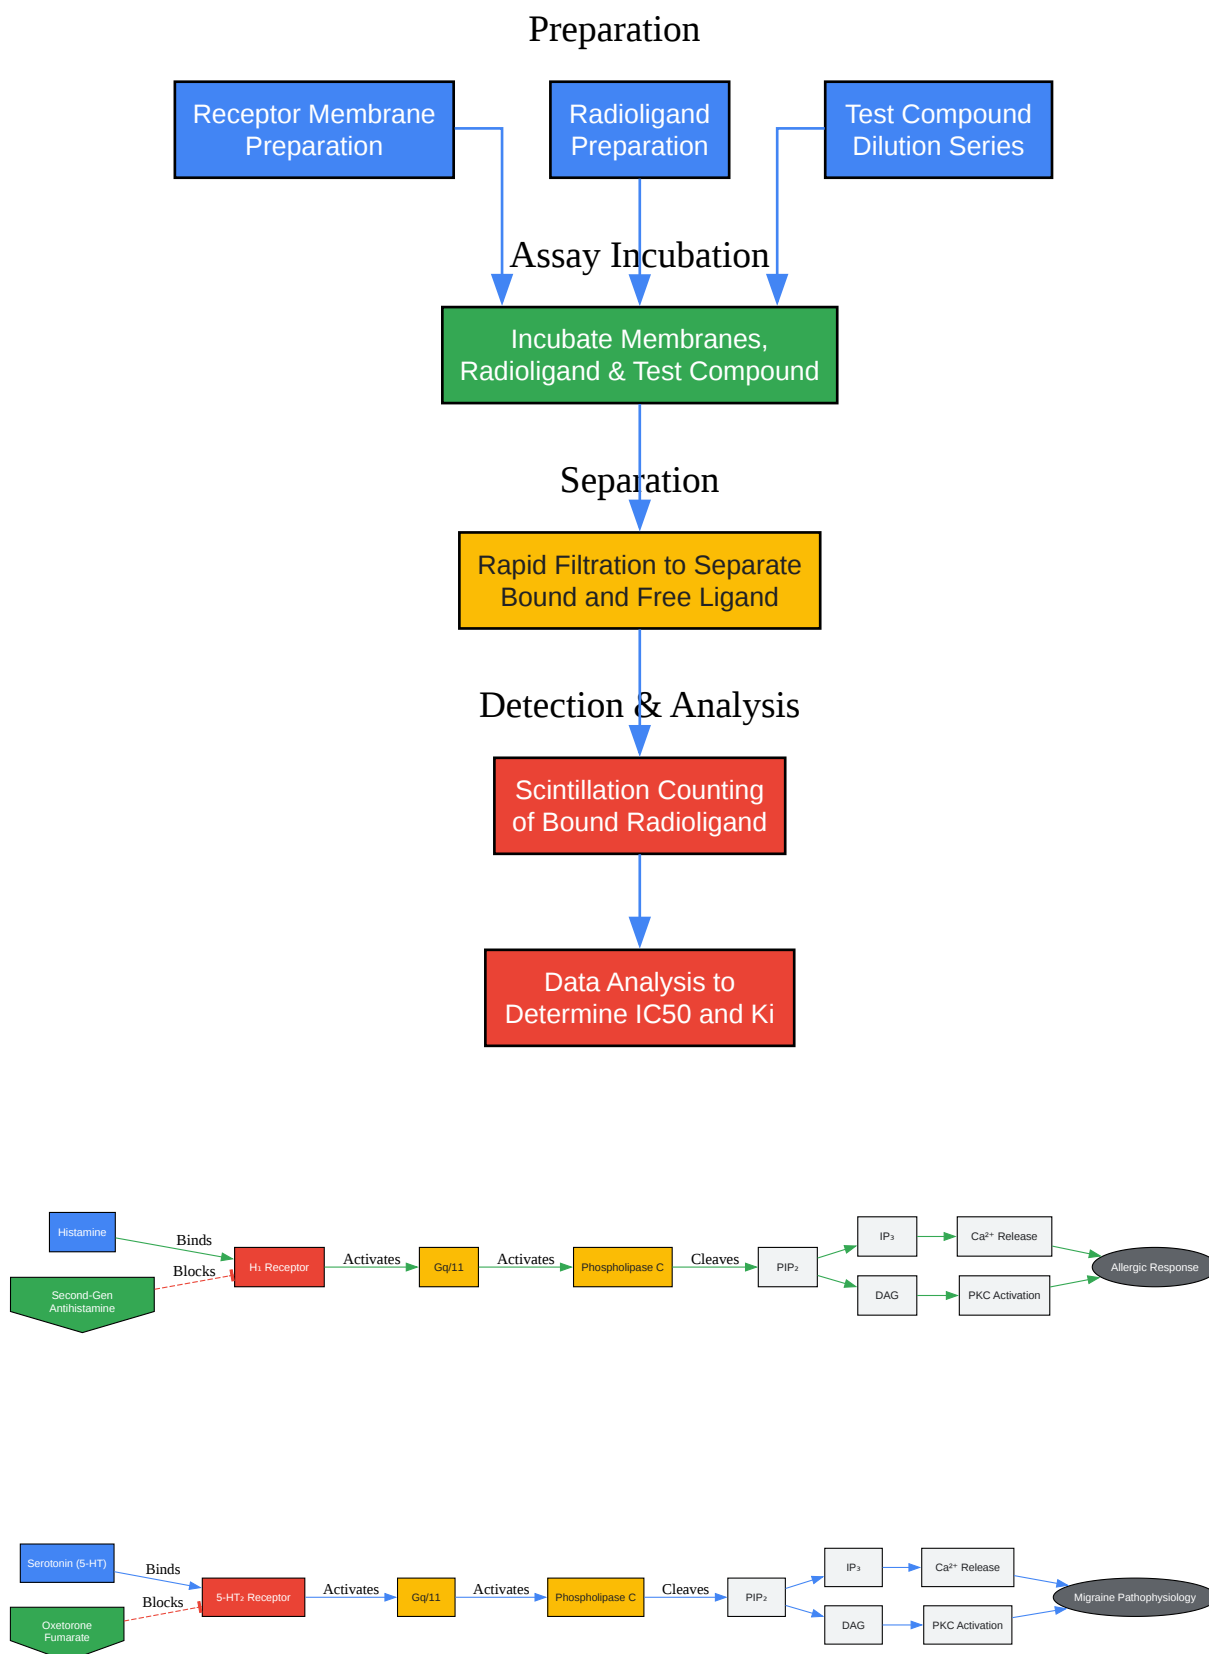 Preparation
Receptor Membrane
Preparation
Radioligand
Preparation
Test Compound
Dilution Series
Assay Incubation
Incubate Membranes,
Radioligand & Test Compound
Separation
Rapid Filtration to Separate
Bound and Free Ligand
Detection & Analysis
Scintillation Counting
of Bound Radioligand
Data Analysis to
Determine IC50 and Ki
Histamine
Binds
Second-Gen
Antihistamine
Blocks
H₁ Receptor
Activates
Gq/11
Activates
Phospholipase C
Cleaves
PIP₂
IP₃
Ca²⁺ Release
DAG
PKC Activation
Allergic Response
Serotonin (5-HT)
Binds
Oxetorone
Fumarate
Blocks
5-HT₂ Receptor
Activates
Gq/11
Activates
Phospholipase C
Cleaves
PIP₂
IP₃
Ca²⁺ Release
DAG
PKC Activation
Migraine Pathophysiology